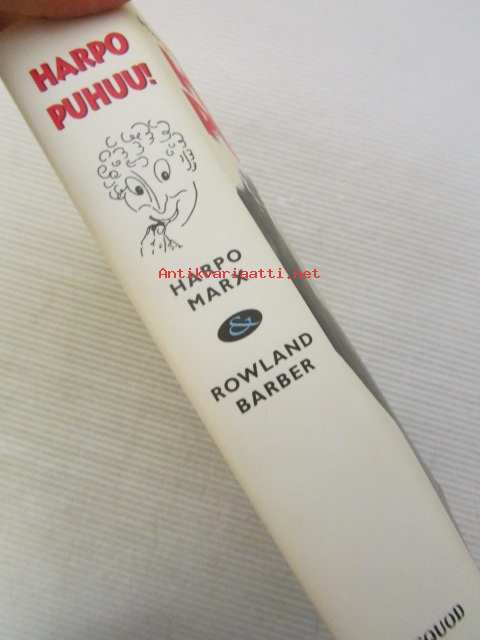 HARPO
PUHUU!
Antikvariaatti.net
HARPO
MARX
&
ROWLAND
BARBER